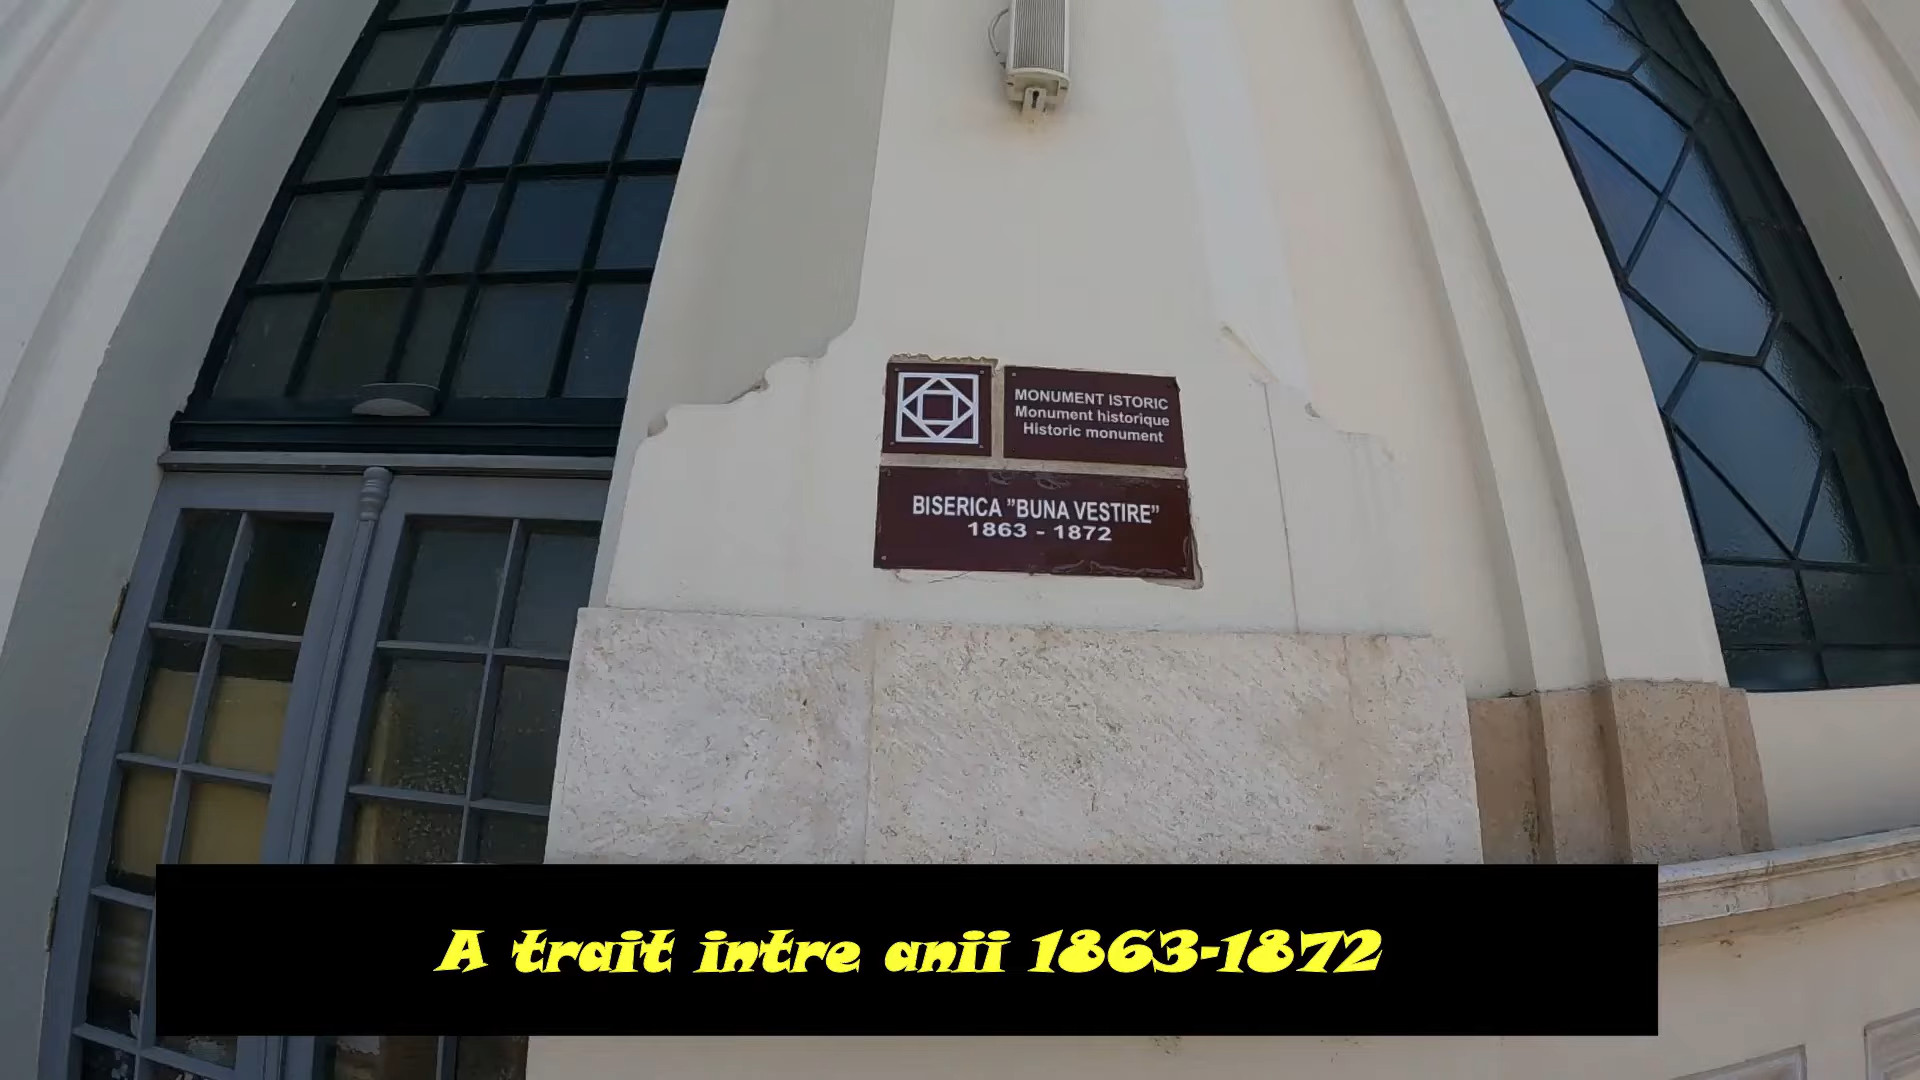 MONUMENT ISTORIC
Monument historique
Historic monument
BISERICA ”BUNA VESTIRE”
1863 - 1872
A trait intre anii 1863-1872